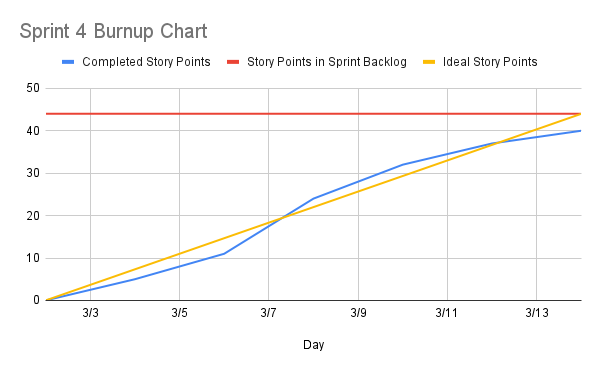 Sprint 4 Burnup Chart
Completed Story Points Story Points in Sprint Backlog Ideal Story Points
50
40
30
20
10
0
3/3 3/5 3/7 3/9 3/11 3/13
Day